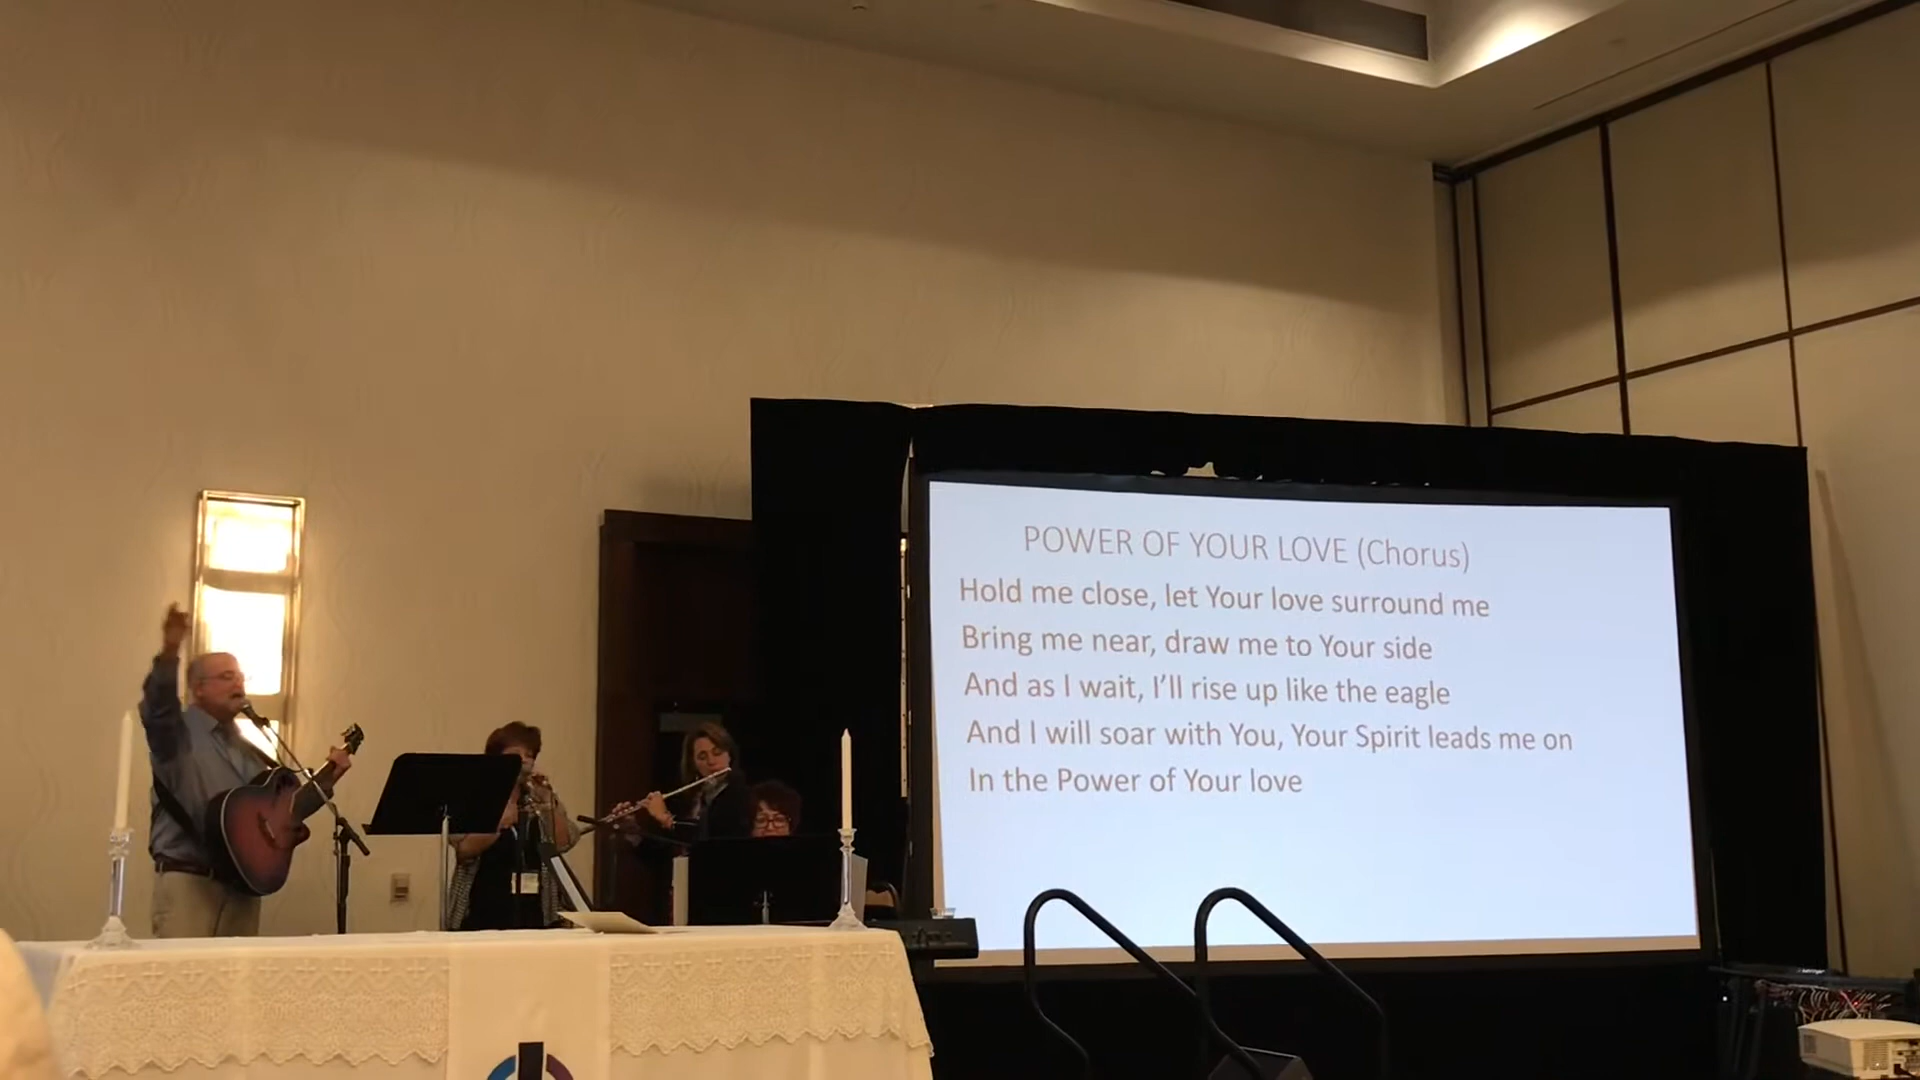 POWER OF YOUR LOVE (Chorus)
Hold me close, let Your love surround me
Bring me near, draw me to Your side
And as I wait, I'll rise up like the eagle
And I will soar with You, Your Spirit leads me on
In the Power of Your love